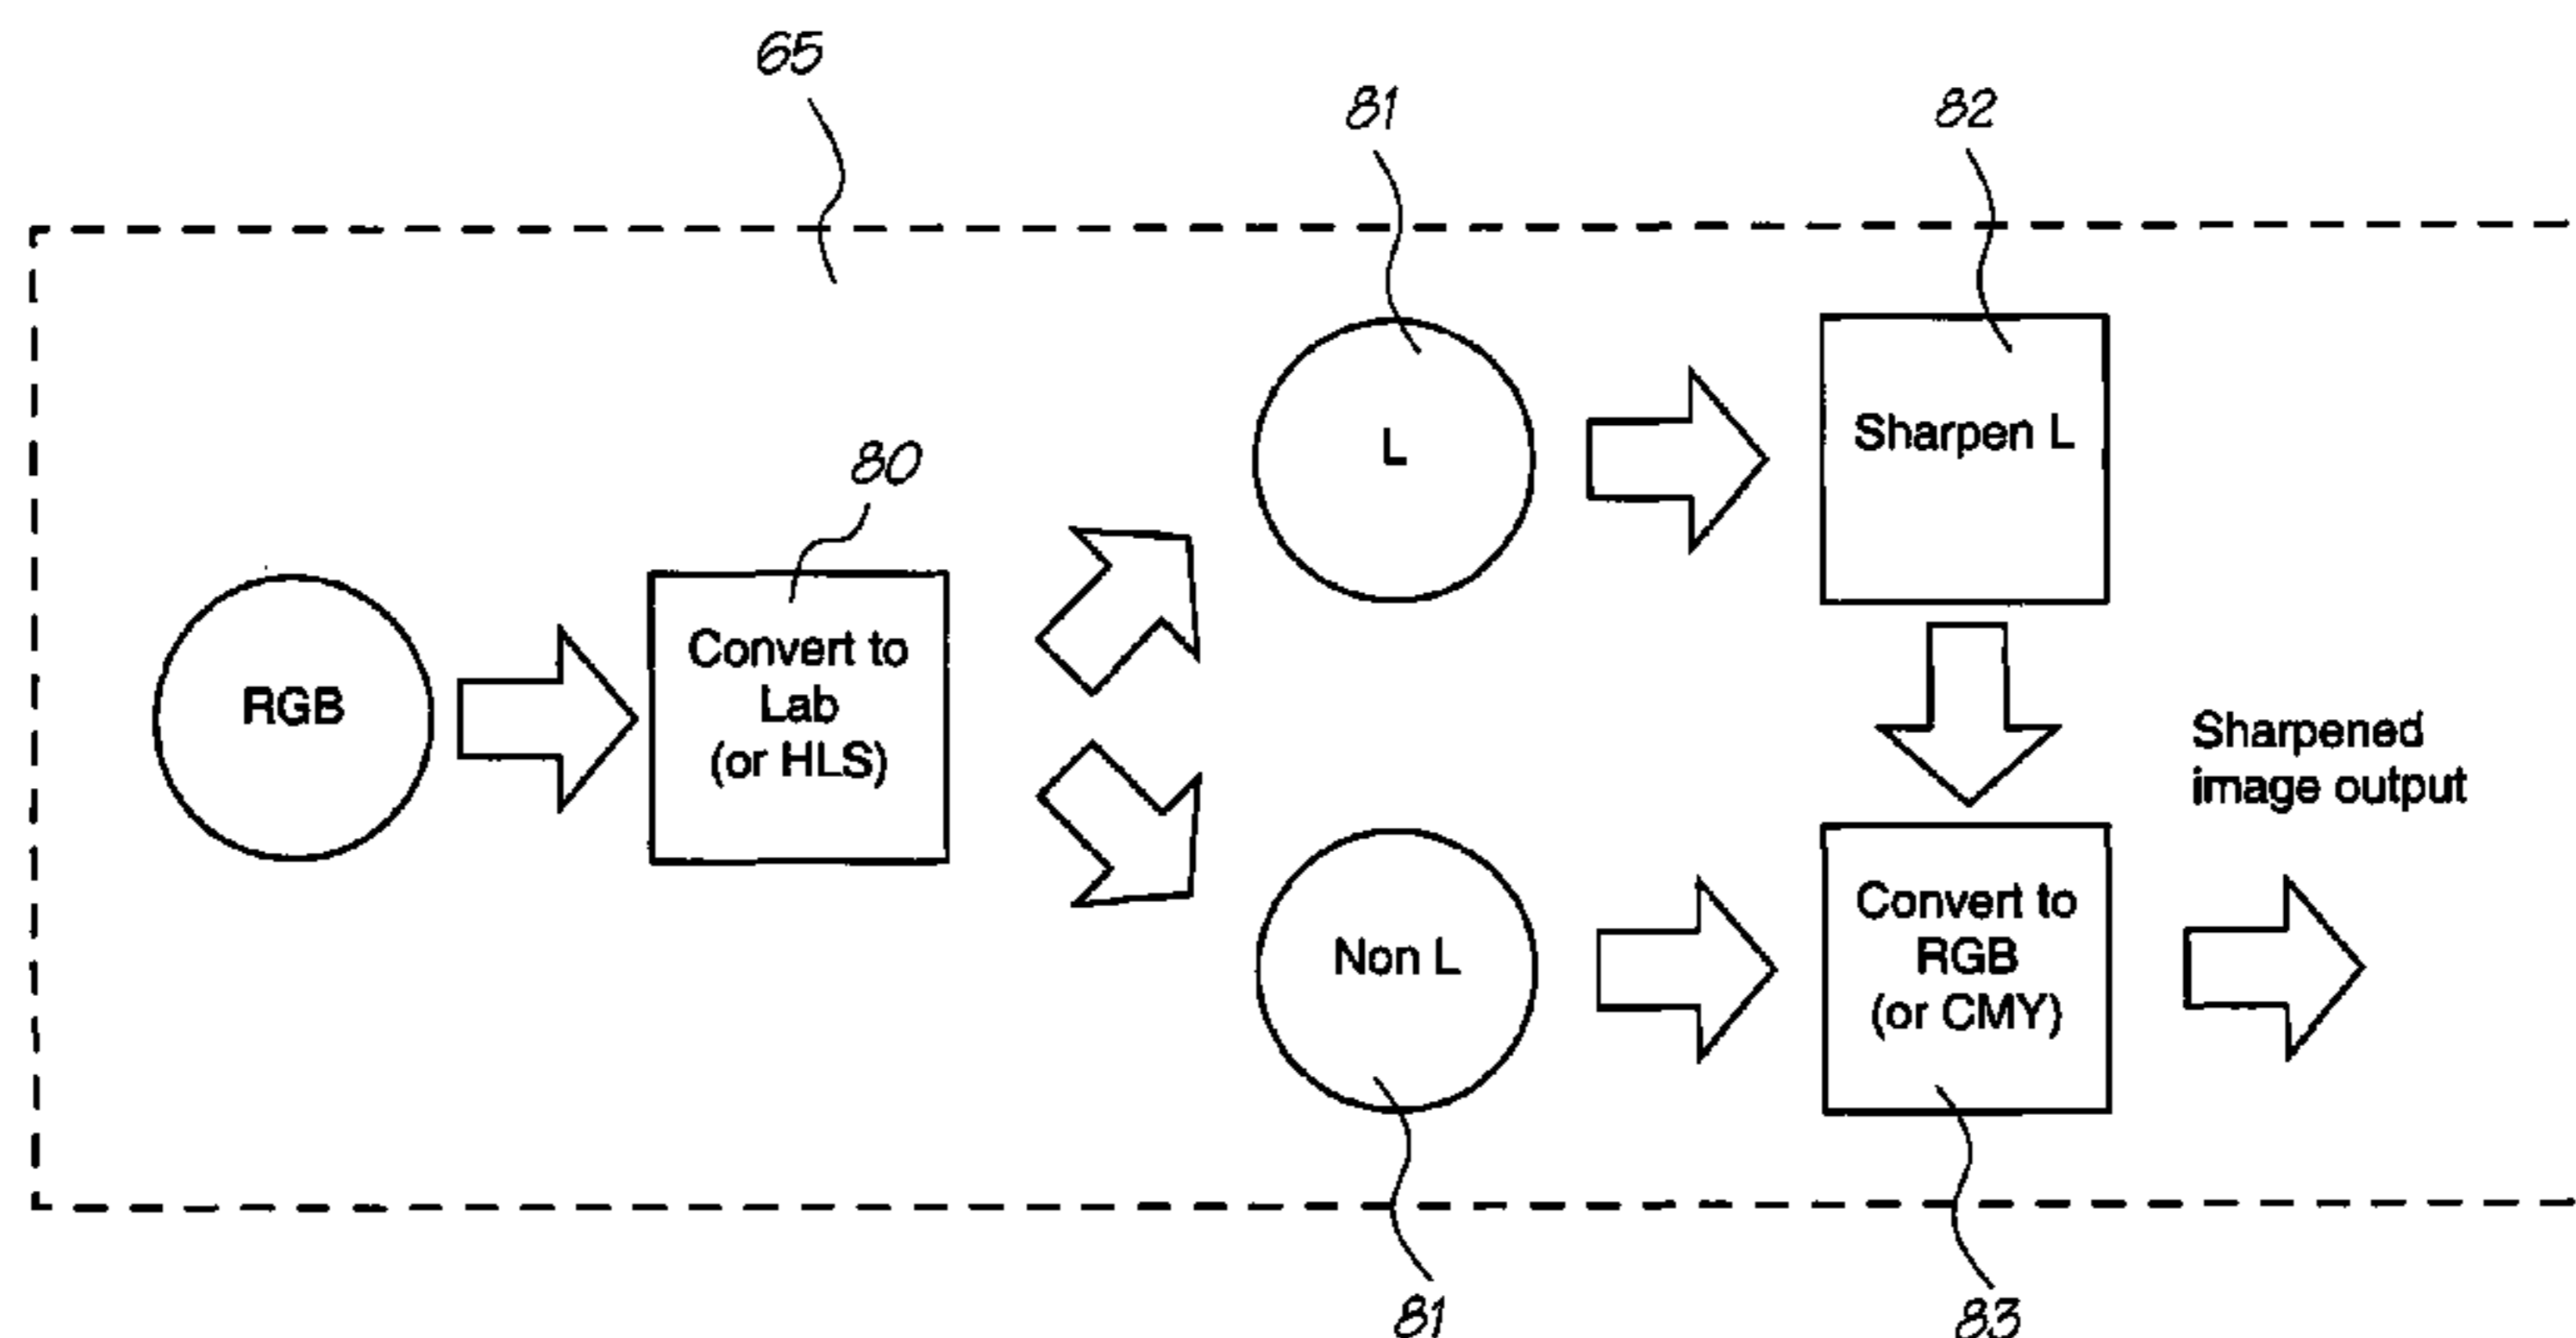 65
81
82
80
L
Sharpen L
RGB
Convert to
Lab
(or HLS)
Sharpened
image output
Non L
Convert to
RGB
(or CMY)
81
83